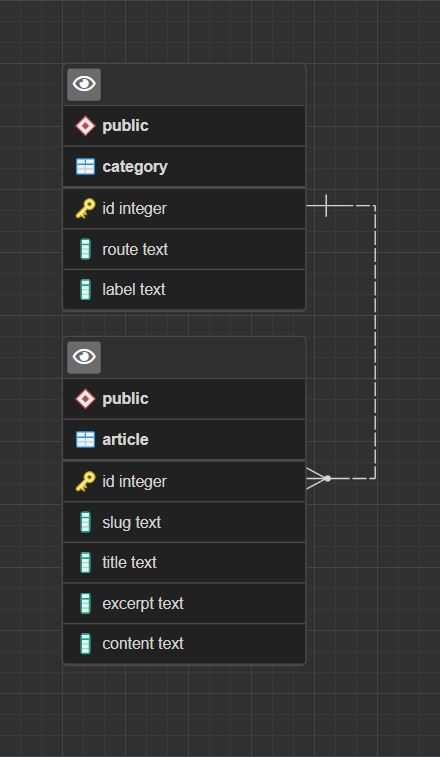 public
category
id integer
route text
label text
public
article
id integer
slug text
title text
excerpt text
content text